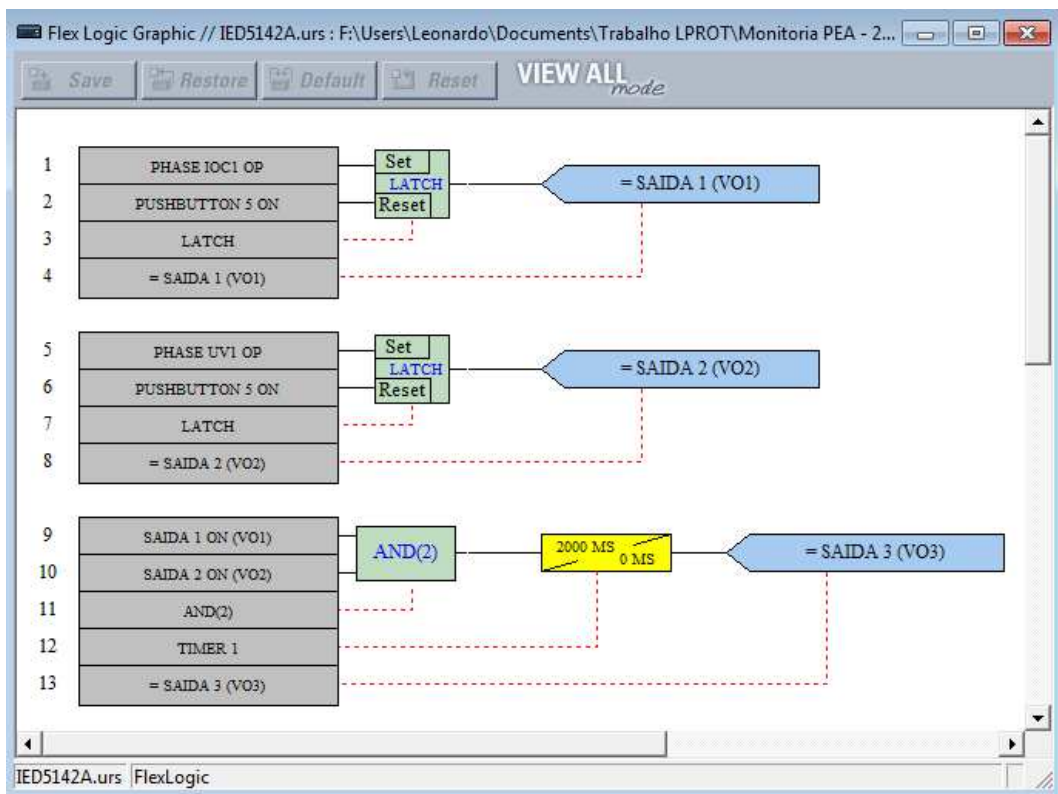 Flex Logic Graphic // IED5142A.urs : F:\Users\Leonardo\Documents\Trabalho LPROT\Monitoria PEA - 2...
Save Restore Default Reset VIEW ALL mode
1 PHASE IOC1 OP
2 PUSHBUTTON 5 ON
3 LATCH
4 = SAIDA 1 (VO1)
Set
LATCH
Reset
= SAIDA 1 (VO1)
5 PHASE UV1 OP
6 PUSHBUTTON 5 ON
7 LATCH
8 = SAIDA 2 (VO2)
Set
LATCH
Reset
= SAIDA 2 (VO2)
9 SAIDA 1 ON (VO1)
10 SAIDA 2 ON (VO2)
11 AND(2)
12 TIMER 1
13 = SAIDA 3 (VO3)
AND(2)
2000 MS
0 MS
= SAIDA 3 (VO3)
IED5142A.urs FlexLogic